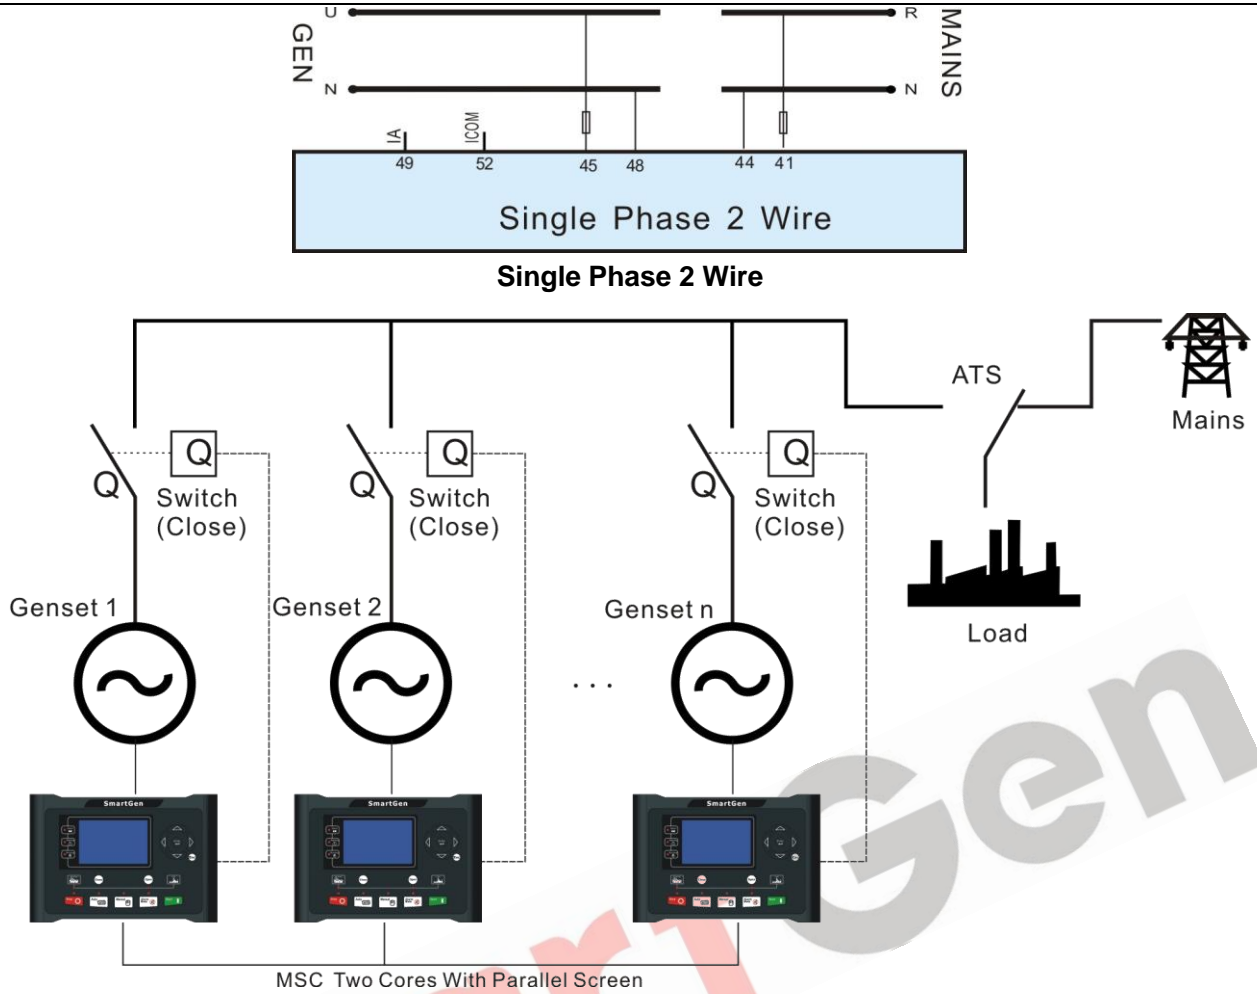 U
R
GEN
MAINS
N
N
IA
ICOM
49
52
45
48
44
41
Single Phase 2 Wire
Single Phase 2 Wire
ATS
Mains
Q
Q
Switch
(Close)
Q
Q
Switch
(Close)
Q
Q
Switch
(Close)
Genset 1
Genset 2
Genset n
Load
...
SmartGen
SmartGen
SmartGen
MSC Two Cores With Parallel Screen
artGen